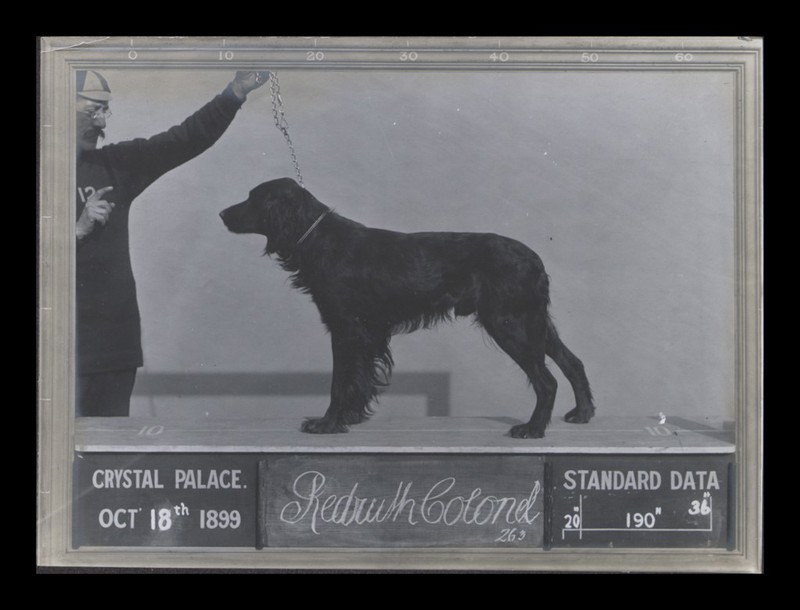 0 10 20 30 40 50 60
12
10 10
CRYSTAL PALACE.
OCT' 18th 1899
Redruth Colonel
263
STANDARD DATA
20" 190" 36"